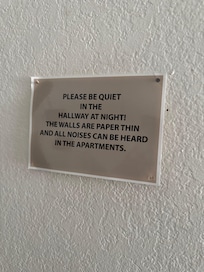 PLEASE BE QUIET
IN THE
HALLWAY AT NIGHT!
THE WALLS ARE PAPER THIN
AND ALL NOISES CAN BE HEARD
IN THE APARTMENTS.